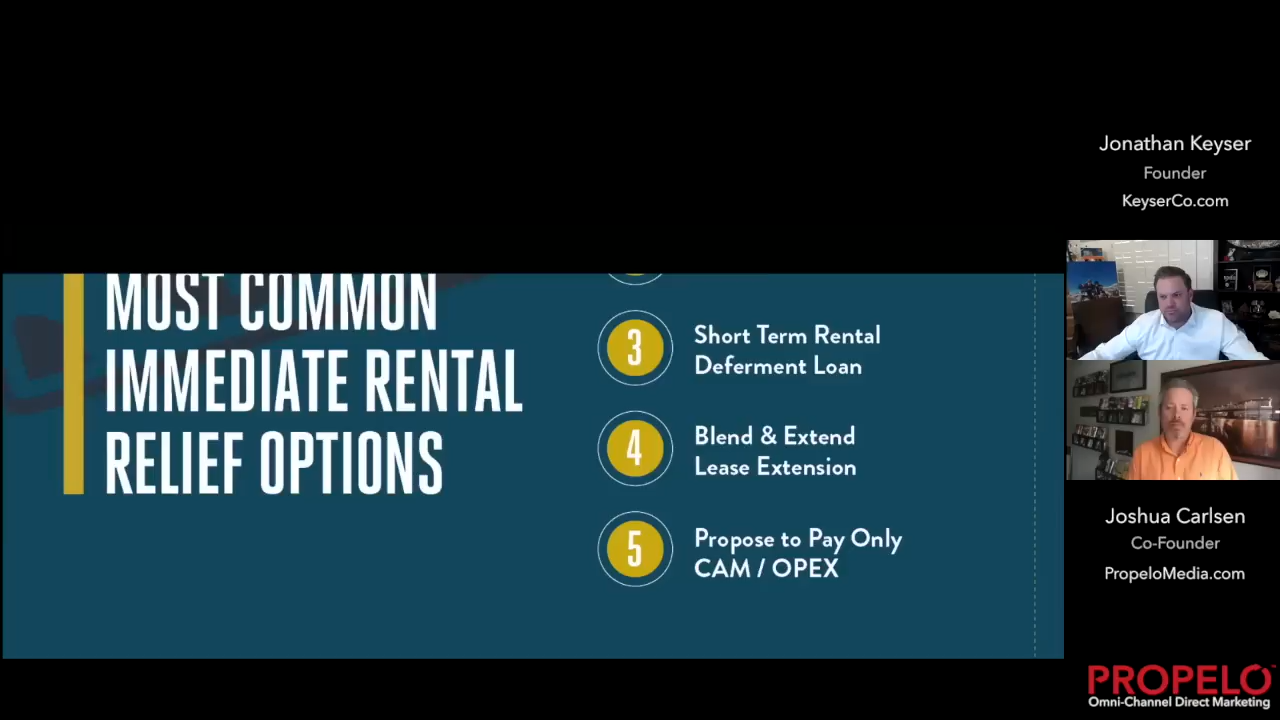 MOST COMMON
IMMEDIATE RENTAL
RELIEF OPTIONS
3
Short Term Rental
Deferment Loan
4
Blend & Extend
Lease Extension
5
Propose to Pay Only
CAM / OPEX
Jonathan Keyser
Founder
KeyserCo.com
Joshua Carlsen
Co-Founder
PropeloMedia.com
PROPELO™
Omni-Channel Direct Marketing